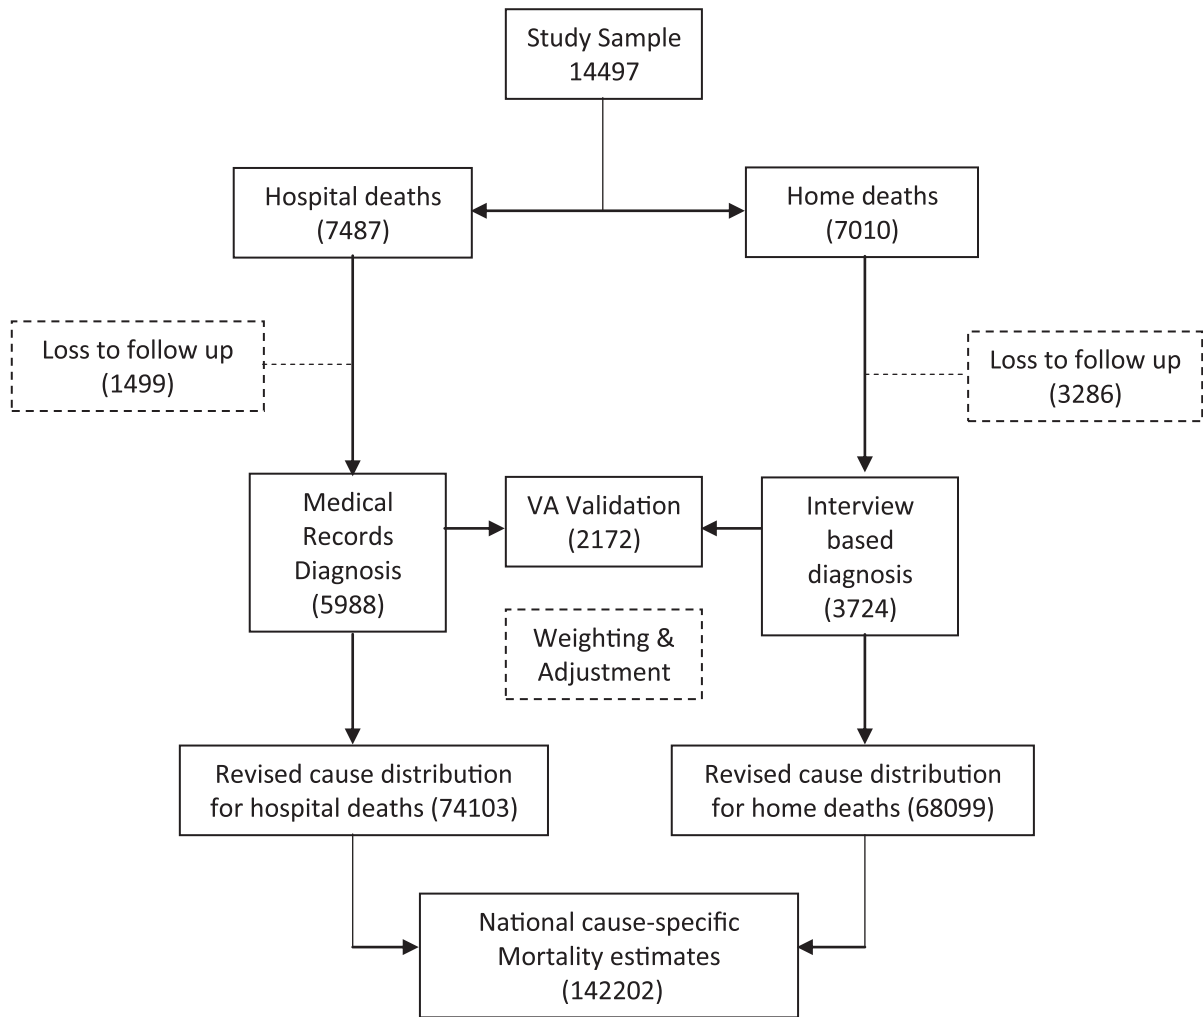 Study Sample
14497
Hospital deaths
(7487)
Home deaths
(7010)
Loss to follow up
(1499)
Loss to follow up
(3286)
Medical
Records
Diagnosis
(5988)
VA Validation
(2172)
Interview
based
diagnosis
(3724)
Weighting &
Adjustment
Revised cause distribution
for hospital deaths (74103)
Revised cause distribution
for home deaths (68099)
National cause-specific
Mortality estimates
(142202)